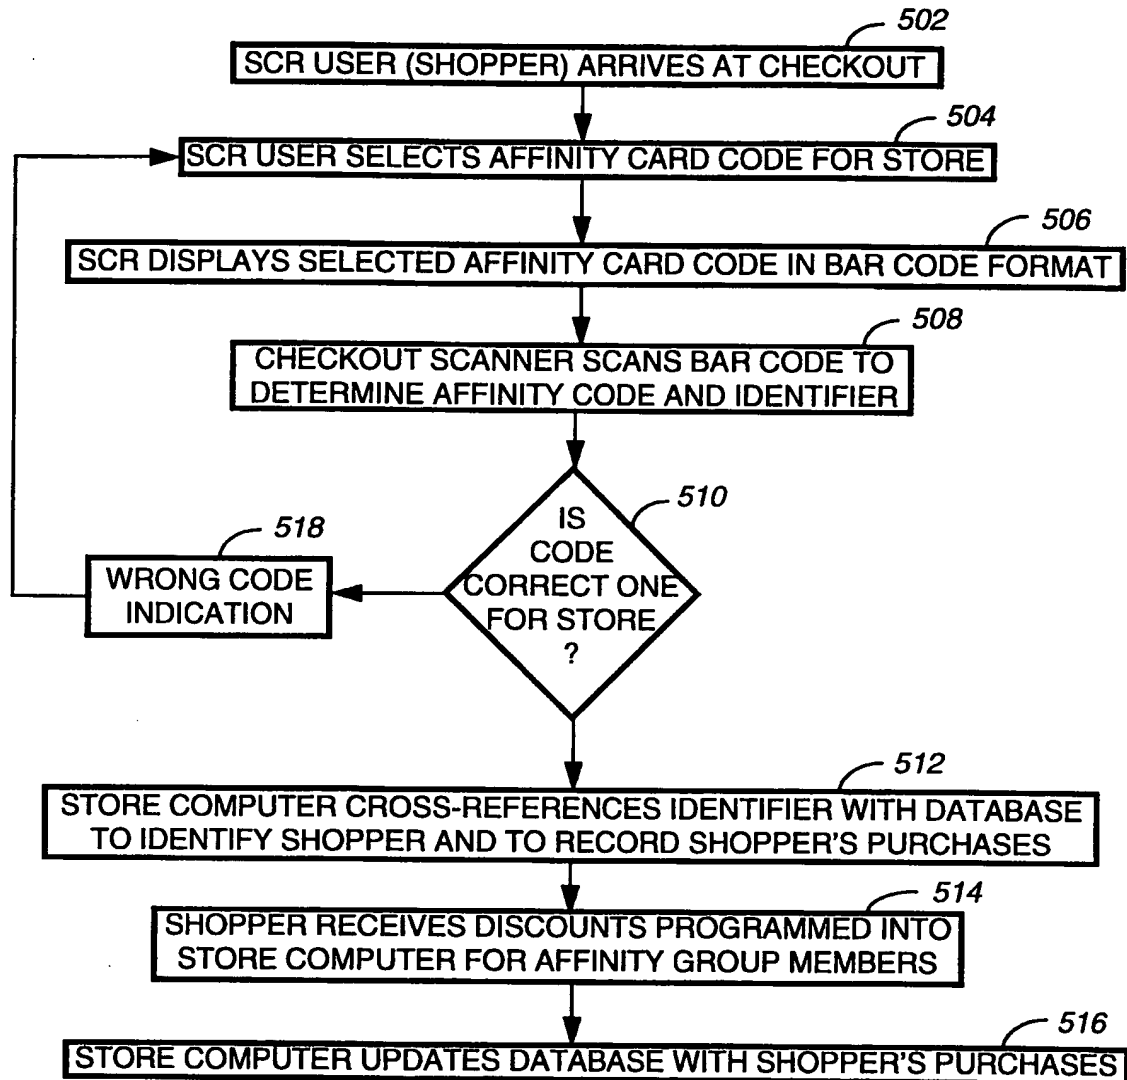 502
SCR USER (SHOPPER) ARRIVES AT CHECKOUT
504
SCR USER SELECTS AFFINITY CARD CODE FOR STORE
506
SCR DISPLAYS SELECTED AFFINITY CARD CODE IN BAR CODE FORMAT
508
CHECKOUT SCANNER SCANS BAR CODE TO
DETERMINE AFFINITY CODE AND IDENTIFIER
510
IS
CODE
CORRECT ONE
FOR STORE
?
518
WRONG CODE
INDICATION
512
STORE COMPUTER CROSS-REFERENCES IDENTIFIER WITH DATABASE
TO IDENTIFY SHOPPER AND TO RECORD SHOPPER'S PURCHASES
514
SHOPPER RECEIVES DISCOUNTS PROGRAMMED INTO
STORE COMPUTER FOR AFFINITY GROUP MEMBERS
516
STORE COMPUTER UPDATES DATABASE WITH SHOPPER'S PURCHASES